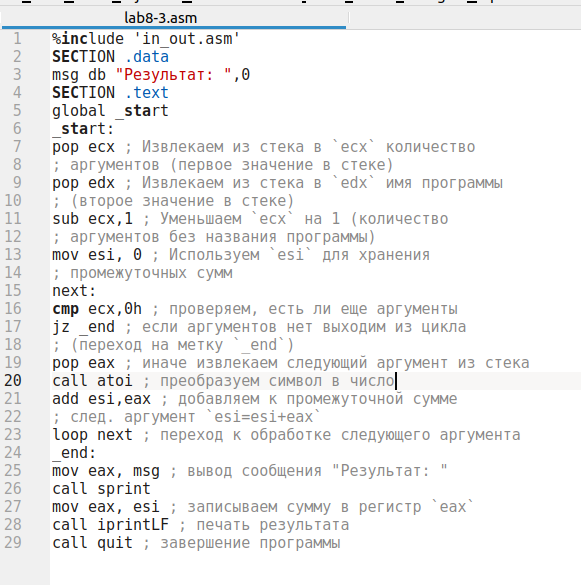 lab8-3.asm
1 %include 'in_out.asm'
2 SECTION .data
3 msg db "Результат: ",0
4 SECTION .text
5 global _start
6 _start:
7 pop ecx ; Извлекаем из стека в `ecx` количество
8 ; аргументов (первое значение в стеке)
9 pop edx ; Извлекаем из стека в `edx` имя программы
10 ; (второе значение в стеке)
11 sub ecx,1 ; Уменьшаем `ecx` на 1 (количество
12 ; аргументов без названия программы)
13 mov esi, 0 ; Используем `esi` для хранения
14 ; промежуточных сумм
15 next:
16 cmp ecx,0h ; проверяем, есть ли еще аргументы
17 jz _end ; если аргументов нет выходим из цикла
18 ; (переход на метку `_end`)
19 pop eax ; иначе извлекаем следующий аргумент из стека
20 call atoi ; преобразуем символ в число
21 add esi,eax ; добавляем к промежуточной сумме
22 ; след. аргумент `esi=esi+eax`
23 loop next ; переход к обработке следующего аргумента
24 _end:
25 mov eax, msg ; вывод сообщения "Результат: "
26 call sprint
27 mov eax, esi ; записываем сумму в регистр `eax`
28 call iprintLF ; печать результата
29 call quit ; завершение программы